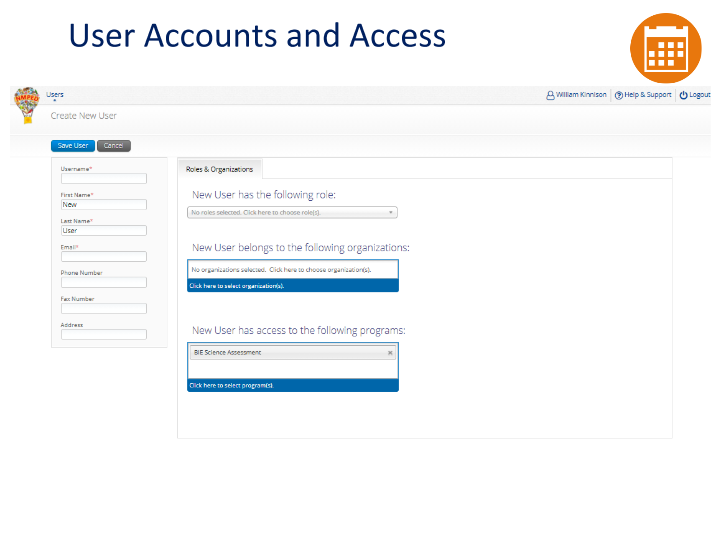 User Accounts and Access
NMPED
Users
William Kinnison
Help & Support
Logout
Create New User
Save User
Cancel
Username*
First Name*
New
Last Name*
User
Email*
Phone Number
Fax Number
Address
Roles & Organizations
New User has the following role:
No roles selected. Click here to choose role(s).
New User belongs to the following organizations:
No organizations selected. Click here to choose organization(s).
Click here to select organization(s).
New User has access to the following programs:
BIE Science Assessment
Click here to select program(s).